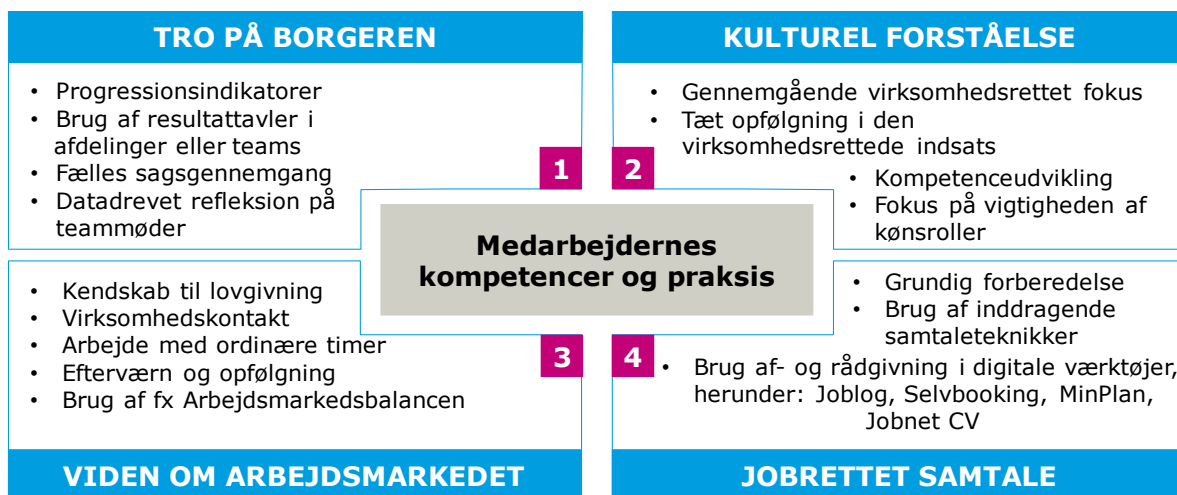 TRO PÅ BORGEREN
• Progressionsindikatorer
• Brug af resultattavler i
afdelinger eller teams
• Fælles sagsgennemgang
• Datadrevet refleksion på
teammøder
1
KULTUREL FORSTÅELSE
• Gennemgående virksomhedsrettet fokus
• Tæt opfølgning i den
virksomhedsrettede indsats
• Kompetenceudvikling
• Fokus på vigtigheden af
kønsroller
2
Medarbejdernes
kompetencer og praksis
• Kendskab til lovgivning
• Virksomhedskontakt
• Arbejde med ordinære timer
• Efterværn og opfølgning
• Brug af fx Arbejdsmarkedsbalancen
3
VIDEN OM ARBEJDSMARKEDET
• Grundig forberedelse
• Brug af inddragende
samtaleteknikker
4
• Brug af- og rådgivning i digitale værktøjer,
herunder: Joblog, Selvbooking, MinPlan,
Jobnet CV
JOBRETTET SAMTALE